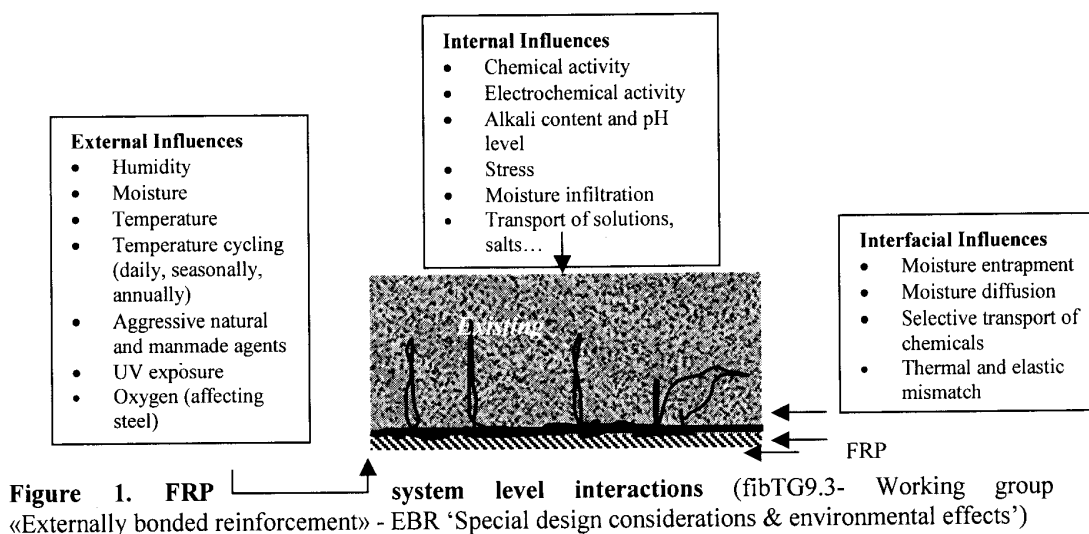 Internal Influences
• Chemical activity
• Electrochemical activity
• Alkali content and pH
level
• Stress
• Moisture infiltration
• Transport of solutions,
salts…
External Influences
• Humidity
• Moisture
• Temperature
• Temperature cycling
(daily, seasonally,
annually)
• Aggressive natural
and manmade agents
• UV exposure
• Oxygen (affecting
steel)
Interfacial Influences
• Moisture entrapment
• Moisture diffusion
• Selective transport of
chemicals
• Thermal and elastic
mismatch
Existing
FRP
Figure 1. FRP system level interactions (fibTG9.3- Working group
«Externally bonded reinforcement» - EBR ‘Special design considerations & environmental effects’)